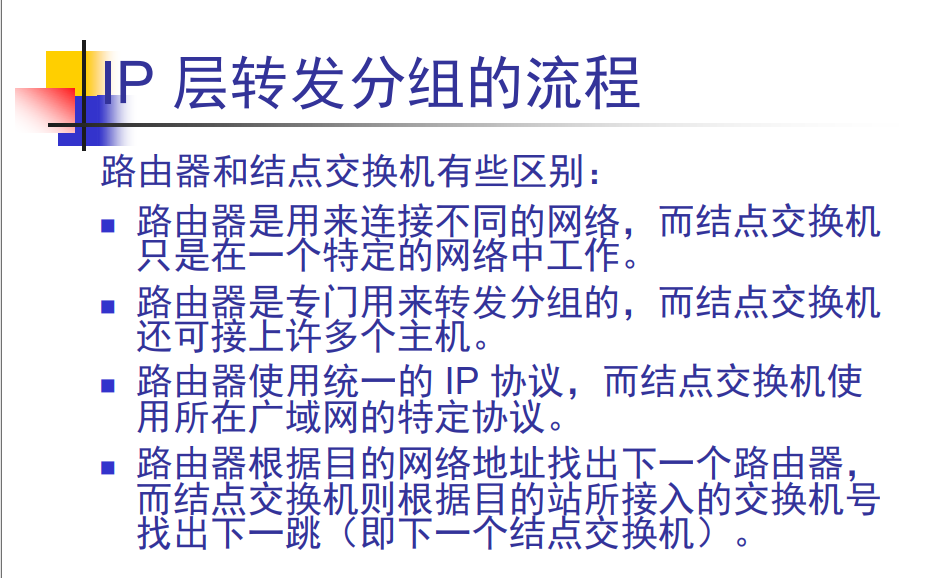 IP 层转发分组的流程
路由器和结点交换机有些区别：
■ 路由器是用来连接不同的网络，而结点交换机
只是在一个特定的网络中工作。
■ 路由器是专门用来转发分组的，而结点交换机
还可接上许多个主机。
■ 路由器使用统一的 IP 协议，而结点交换机使
用所在广域网的特定协议。
■ 路由器根据目的网络地址找出下一个路由器，
而结点交换机则根据目的站所接入的交换机号
找出下一跳（即下一个结点交换机）。